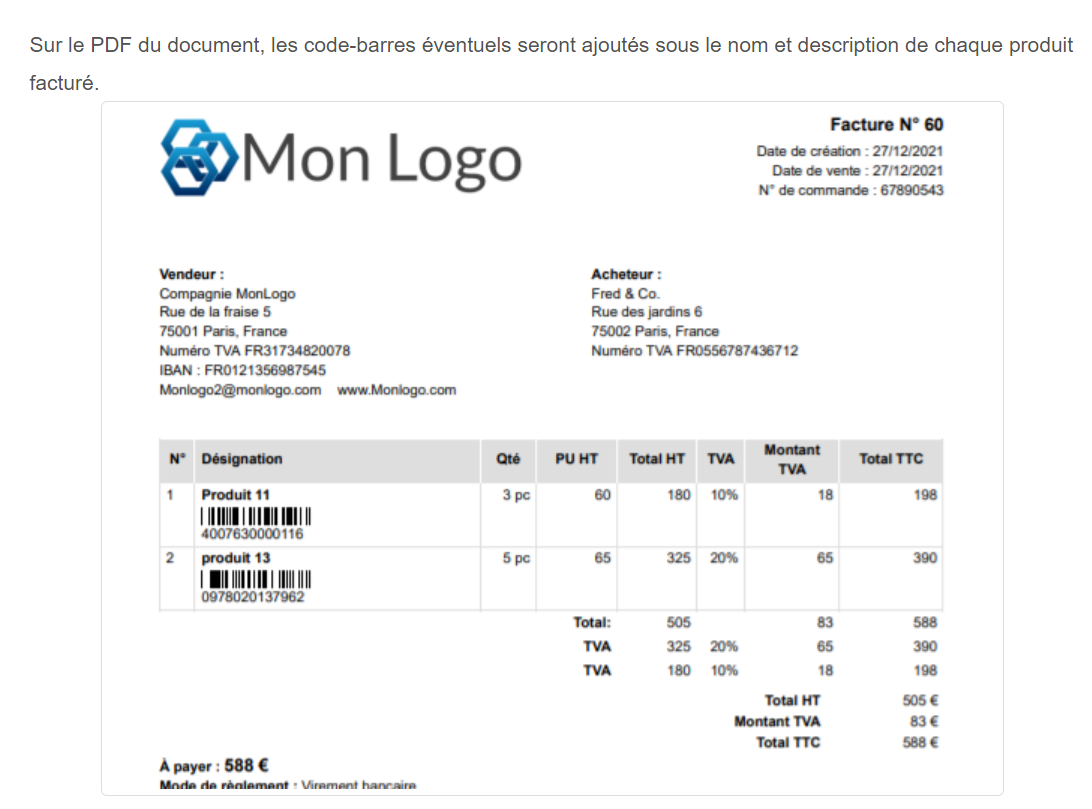 Sur le PDF du document, les code-barres éventuels seront ajoutés sous le nom et description de chaque produit
facturé.
Mon Logo
Facture N° 60
Date de création : 27/12/2021
Date de vente : 27/12/2021
N° de commande : 67890543
Vendeur :
Compagnie MonLogo
Rue de la fraise 5
75001 Paris, France
Numéro TVA FR31734820078
IBAN : FR0121356987545
Monlogo2@monlogo.com www.Monlogo.com
Acheteur :
Fred & Co.
Rue des jardins 6
75002 Paris, France
Numéro TVA FR0556787436712
N° Désignation Qté PU HT Total HT TVA Montant TVA Total TTC
1 Produit 11 3 pc 60 180 10% 18 198
4007630000116
2 produit 13 5 pc 65 325 20% 65 390
0978020137962
Total: 505 83 588
TVA 325 20% 65 390
TVA 180 10% 18 198
Total HT 505 €
Montant TVA 83 €
Total TTC 588 €
À payer : 588 €
Mode de règlement : Virement bancaire